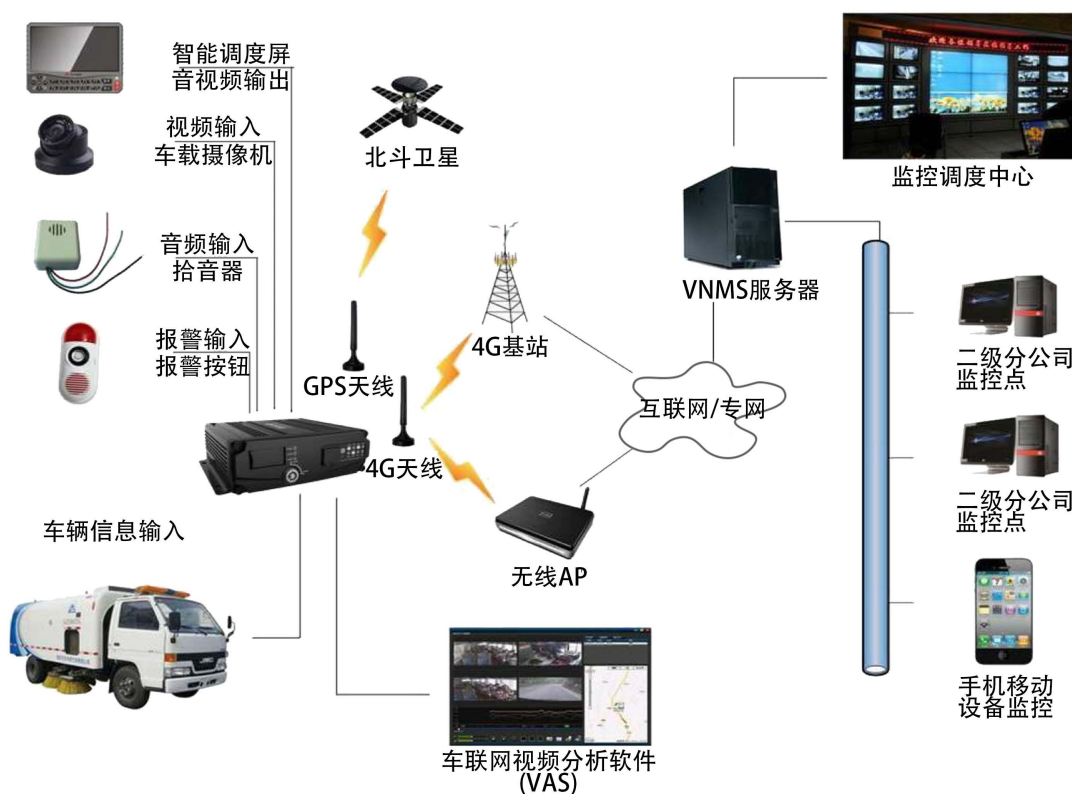 智能调度屏
音视频输出
北斗卫星
视频输入
车载摄像机
监控调度中心
音频输入
拾音器
VNMS服务器
4G基站
报警输入
报警按钮
GPS天线
二级分公司
监控点
互联网/专网
4G天线
二级分公司
监控点
车辆信息输入
无线AP
手机移动
设备监控
车联网视频分析软件
(VAS)